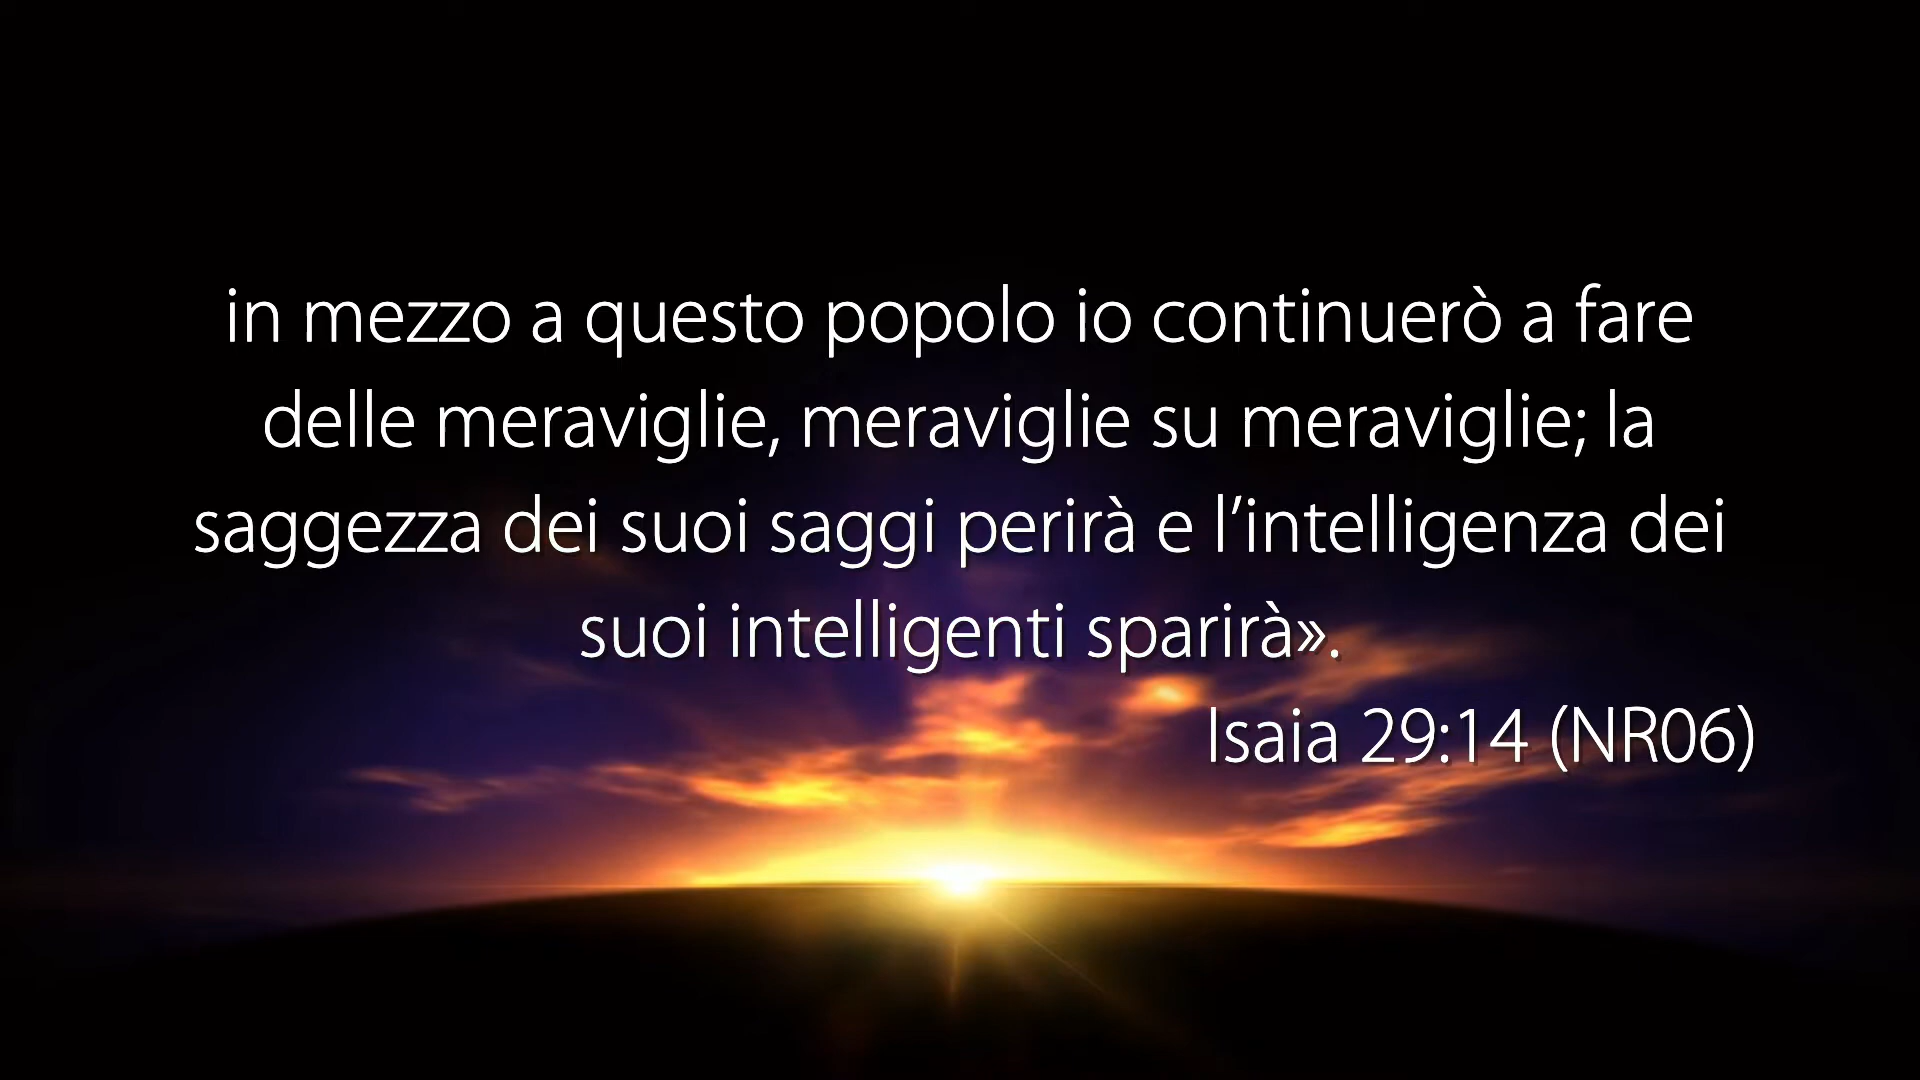 in mezzo a questo popolo io continuerò a fare
delle meraviglie, meraviglie su meraviglie; la
saggezza dei suoi saggi perirà e l’intelligenza dei
suoi intelligenti sparirà».
Isaia 29:14 (NR06)